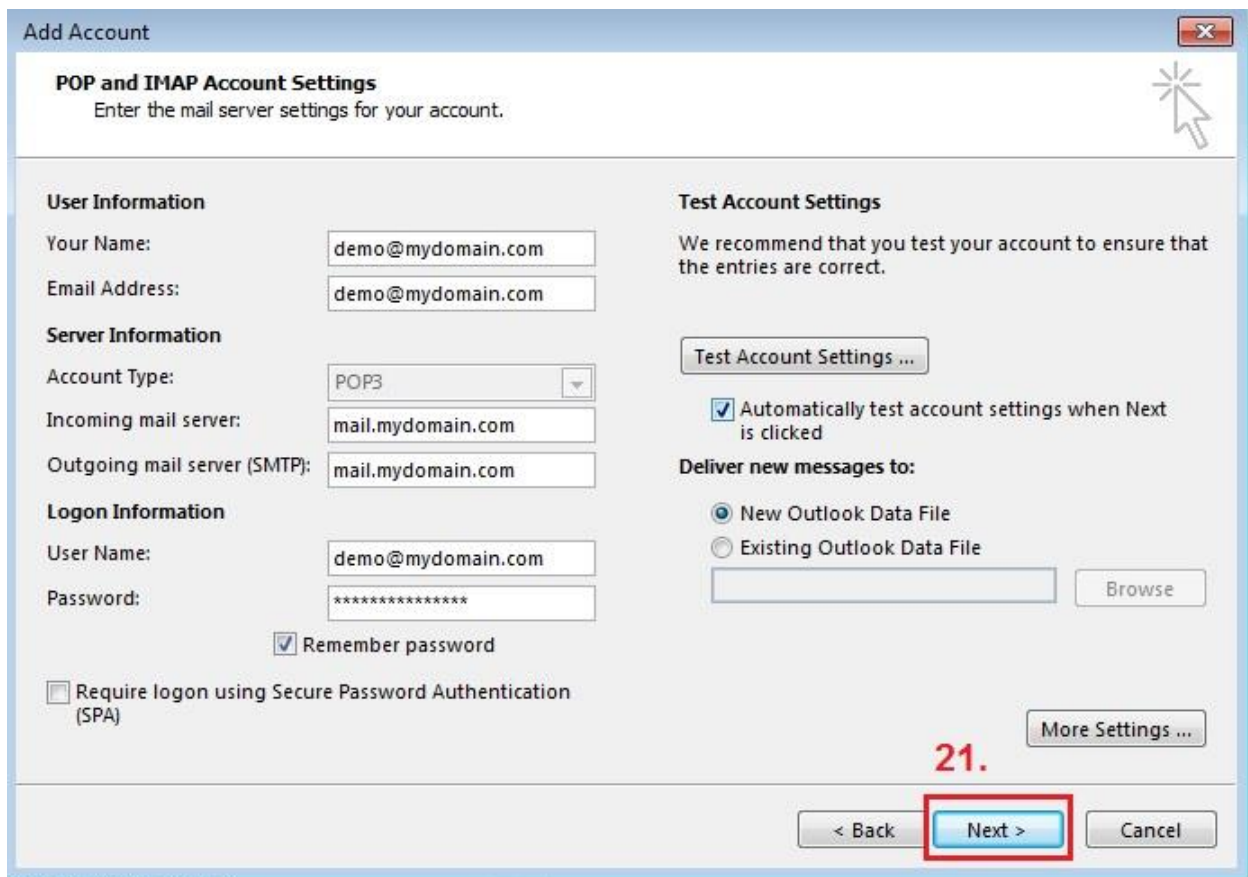 Add Account
POP and IMAP Account Settings
Enter the mail server settings for your account.
User Information
Your Name:
demo@mydomain.com
Email Address:
demo@mydomain.com
Server Information
Account Type:
POP3
Incoming mail server:
mail.mydomain.com
Outgoing mail server (SMTP):
mail.mydomain.com
Logon Information
User Name:
demo@mydomain.com
Password:
***************
Remember password
Require logon using Secure Password Authentication
(SPA)
Test Account Settings
We recommend that you test your account to ensure that
the entries are correct.
Test Account Settings ...
Automatically test account settings when Next
is clicked
Deliver new messages to:
New Outlook Data File
Existing Outlook Data File
Browse
More Settings ...
21.
< Back
Next >
Cancel